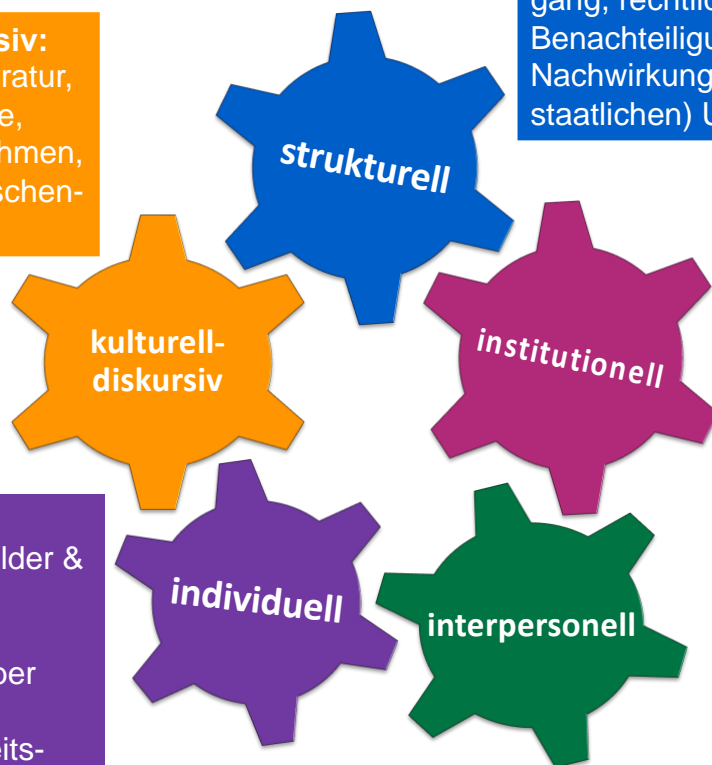 siv:
ratur,
e,
hmen,
schen-
gang, rechtlic
Benachteiligu
Nachwirkung
staatlichen) U
strukturell
kulturell-
diskursiv
institutionell
lder &
ber
eits-
individuell
interpersonell